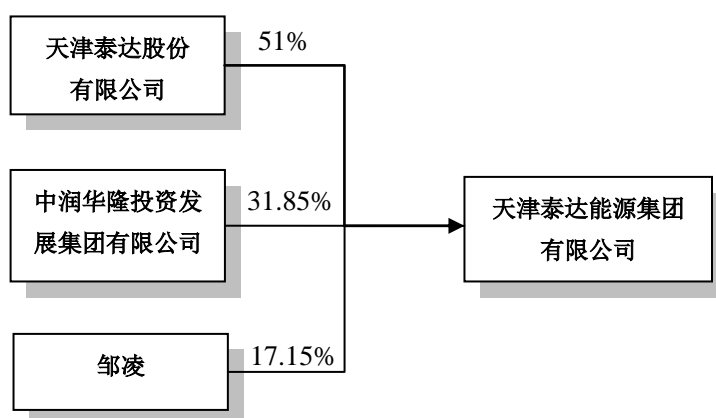 天津泰达股份
有限公司
51%
中润华隆投资发
展集团有限公司
31.85%
天津泰达能源集团
有限公司
邹凌
17.15%